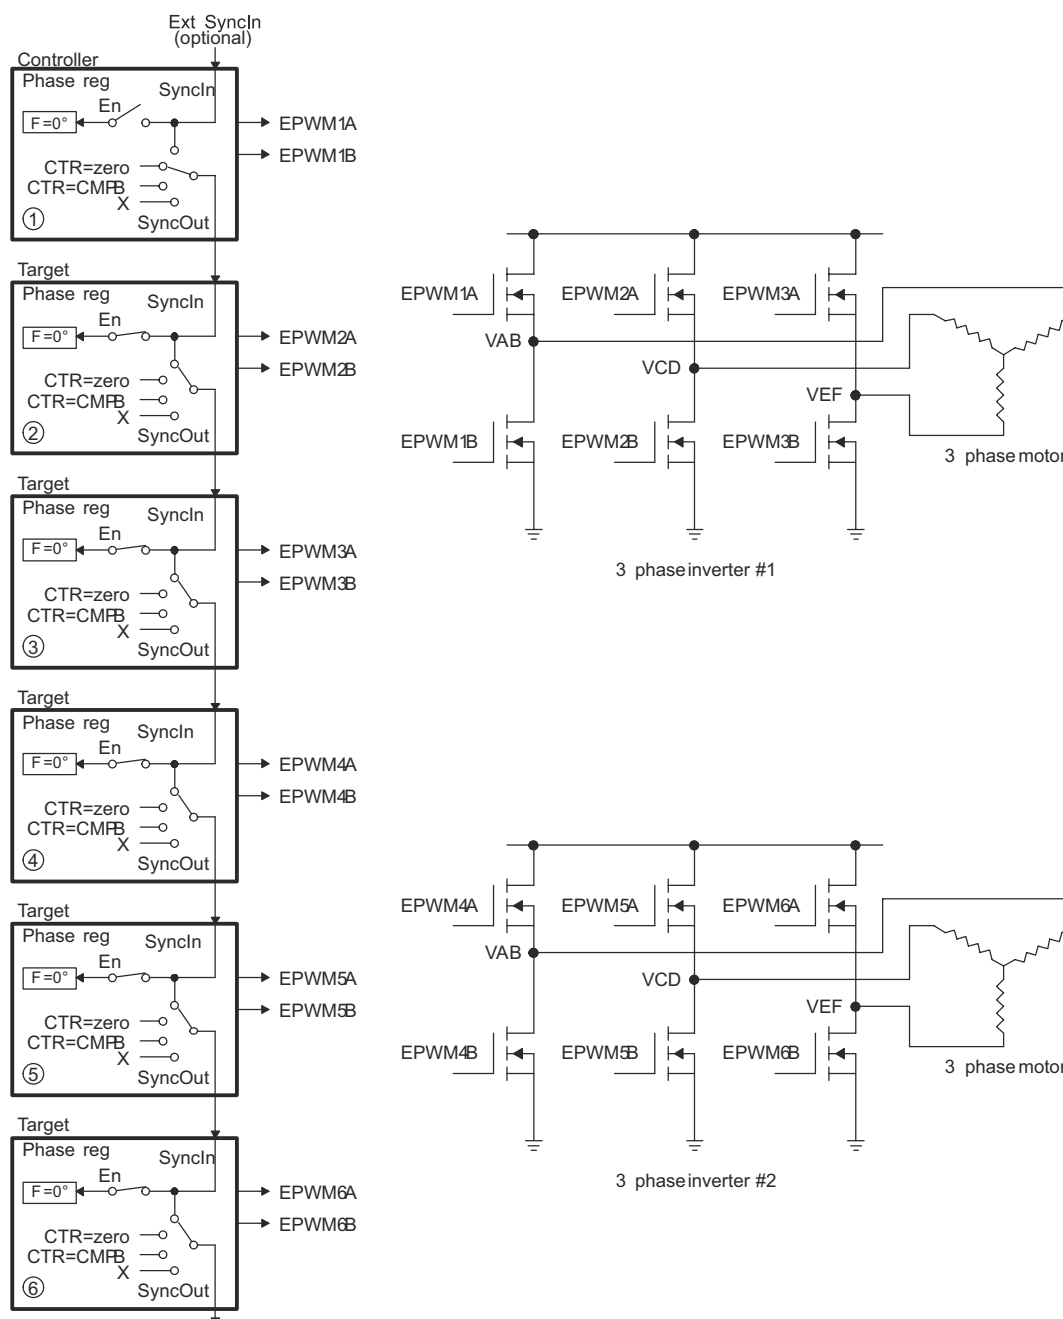 Ext SyncIn
(optional)
Controller
Phase reg
SyncIn
En
F=0°
EPWM1A
EPWM1B
CTR=zero
CTR=CMPB
X
1
SyncOut
Target
Phase reg
SyncIn
En
F=0°
EPWM2A
EPWM2B
CTR=zero
CTR=CMPB
X
2
SyncOut
Target
Phase reg
SyncIn
En
F=0°
EPWM3A
EPWM3B
CTR=zero
CTR=CMPB
X
3
SyncOut
Target
Phase reg
SyncIn
En
F=0°
EPWM4A
EPWM4B
CTR=zero
CTR=CMPB
X
4
SyncOut
Target
Phase reg
SyncIn
En
F=0°
EPWM5A
EPWM5B
CTR=zero
CTR=CMPB
X
5
SyncOut
Target
Phase reg
SyncIn
En
F=0°
EPWM6A
EPWM6B
CTR=zero
CTR=CMPB
X
6
SyncOut
EPWM1A
EPWM2A
EPWM3A
VAB
VCD
VEF
EPWM1B
EPWM2B
EPWM3B
3 phase motor
3 phase inverter #1
EPWM4A
EPWM5A
EPWM6A
VAB
VCD
VEF
EPWM4B
EPWM5B
EPWM6B
3 phase motor
3 phase inverter #2